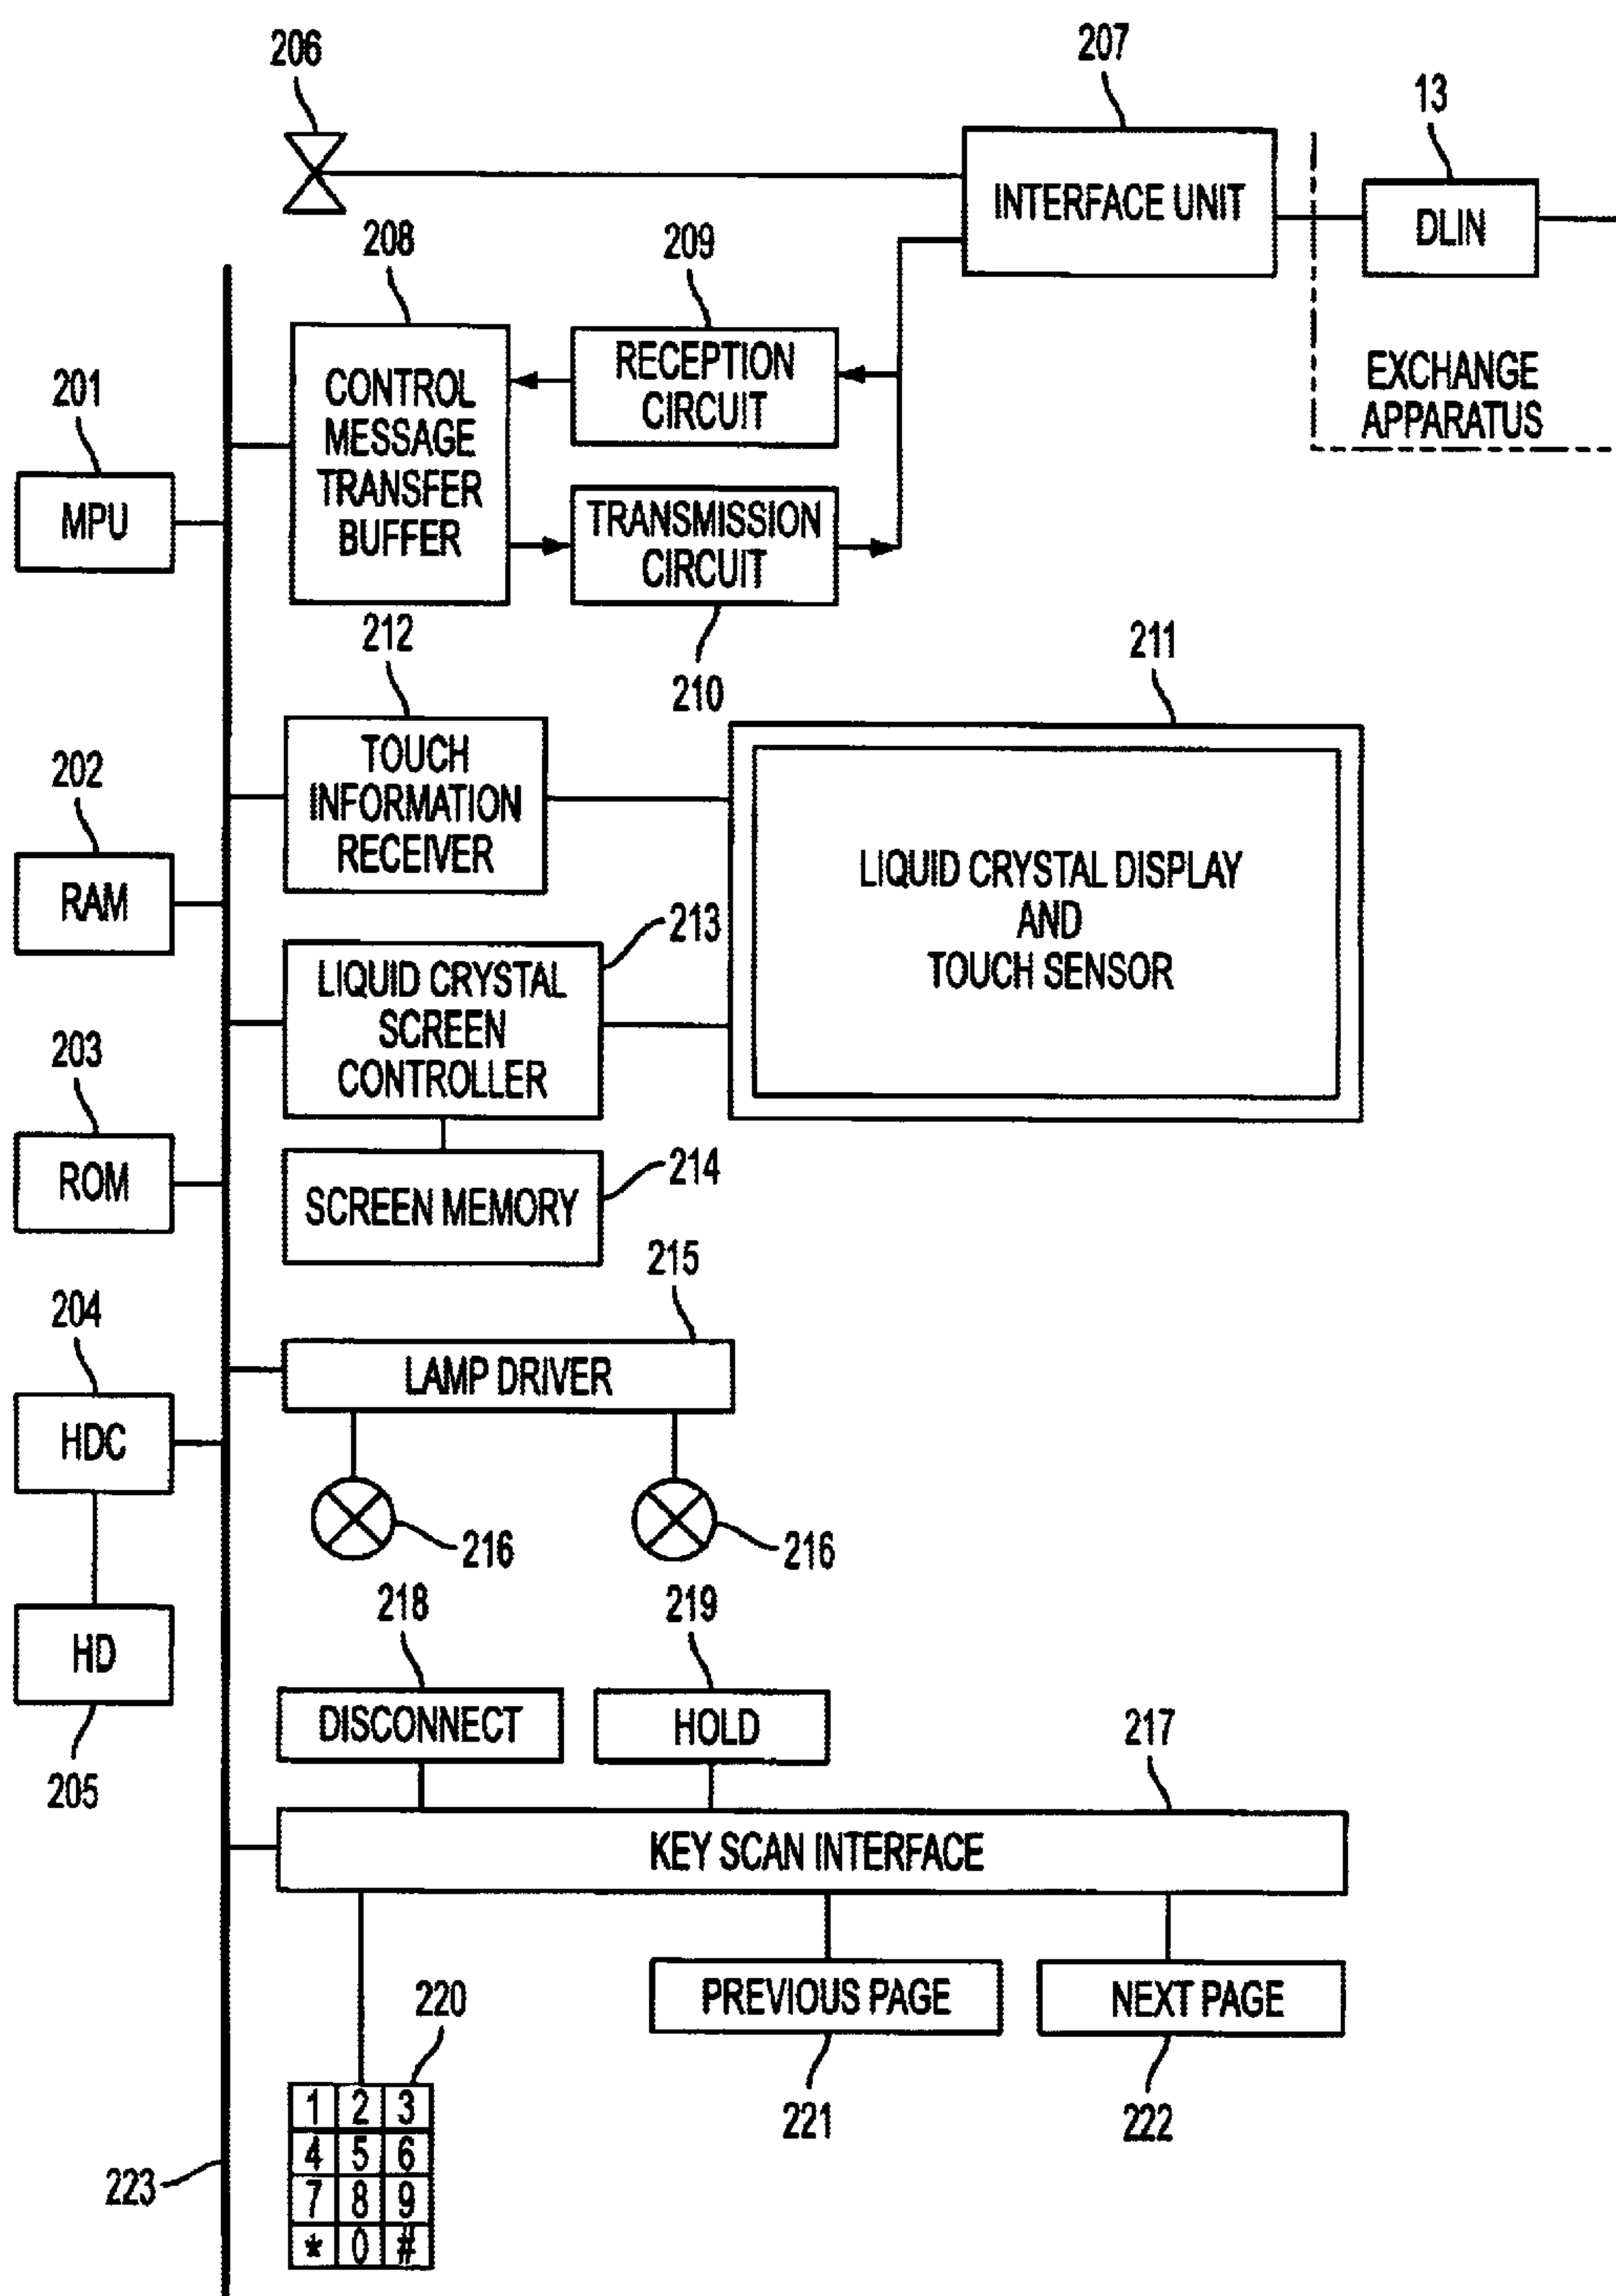 206
207
13
INTERFACE UNIT
DLIN
208
209
CONTROL
MESSAGE
TRANSFER
BUFFER
RECEPTION
CIRCUIT
EXCHANGE
APPARATUS
201
MPU
TRANSMISSION
CIRCUIT
210
212
211
TOUCH
INFORMATION
RECEIVER
LIQUID CRYSTAL DISPLAY
AND
TOUCH SENSOR
202
RAM
213
LIQUID CRYSTAL
SCREEN
CONTROLLER
203
ROM
214
SCREEN MEMORY
215
204
LAMP DRIVER
HDC
216
216
218
219
HD
205
DISCONNECT
HOLD
217
KEY SCAN INTERFACE
PREVIOUS PAGE
NEXT PAGE
220
221
222
1 2 3
4 5 6
7 8 9
* 0 #
223